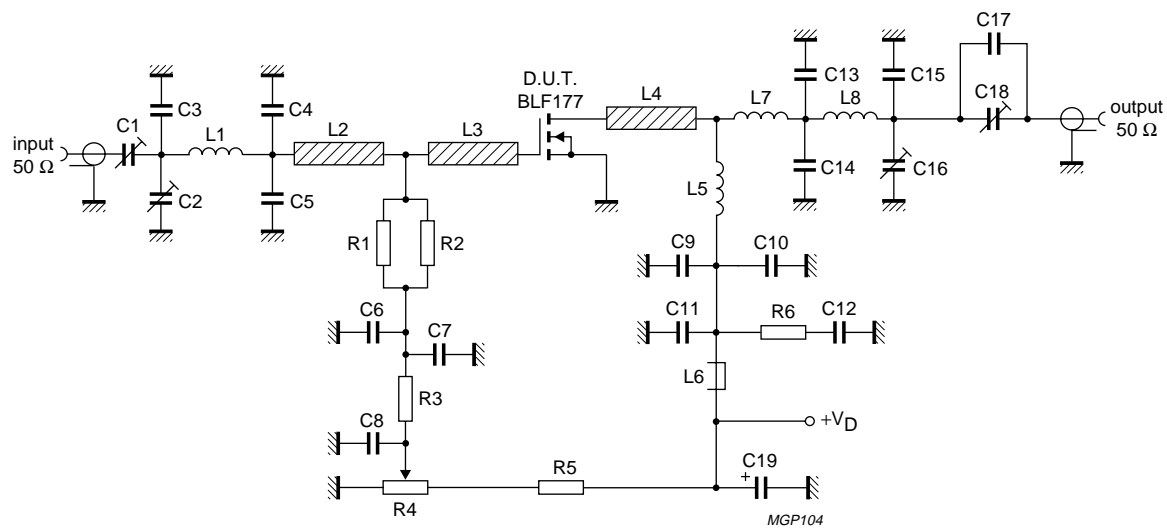 C17
D.U.T.
BLF177
L4
C13
C15
L7
L8
C18
output
50 Ω
C3
C4
C1
L1
L2
L3
input
50 Ω
C2
C5
C14
C16
L5
R1
R2
C9
C10
C6
C7
C11
R6
C12
L6
R3
C8
+VD
R4
R5
C19
+
MGP104